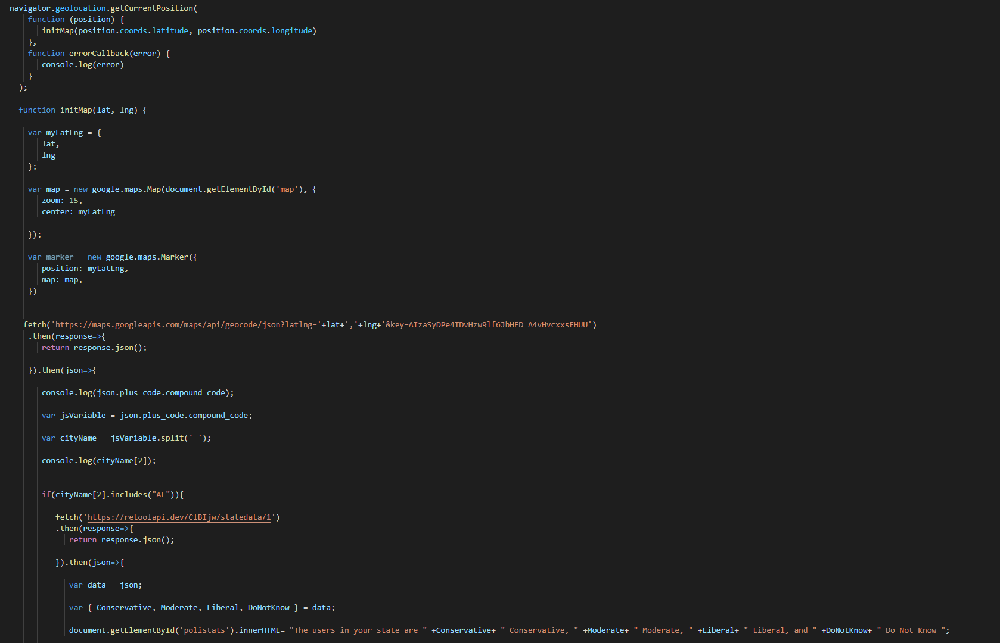 navigator.geolocation.getCurrentPosition(
function (position) {
initMap(position.coords.latitude, position.coords.longitude)
},
function errorCallback(error) {
console.log(error)
}
);
function initMap(lat, lng) {
var myLatLng = {
lat,
lng
};
var map = new google.maps.Map(document.getElementById('map'), {
zoom: 15,
center: myLatLng
});
var marker = new google.maps.Marker({
position: myLatLng,
map: map,
})
fetch('https://maps.googleapis.com/maps/api/geocode/json?latlng='+lat+','+lng+'&key=AIzaSyDPe4TDvHzw9lf6JbHFD_A4vHvcxxsFHUU')
.then(response=>{
return response.json();
}).then(json=>{
console.log(json.plus_code.compound_code);
var jsVariable = json.plus_code.compound_code;
var cityName = jsVariable.split(' ');
console.log(cityName[2]);
if(cityName[2].includes("AL")){
fetch('https://retoolapi.dev/ClBIjw/statedata/1')
.then(response=>{
return response.json();
}).then(json=>{
var data = json;
var { Conservative, Moderate, Liberal, DoNotKnow } = data;
document.getElementById('polistats').innerHTML= "The users in your state are " +Conservative+ " Conservative, " +Moderate+ " Moderate, " +Liberal+ " Liberal, and " +DoNotKnow+ " Do Not Know ";